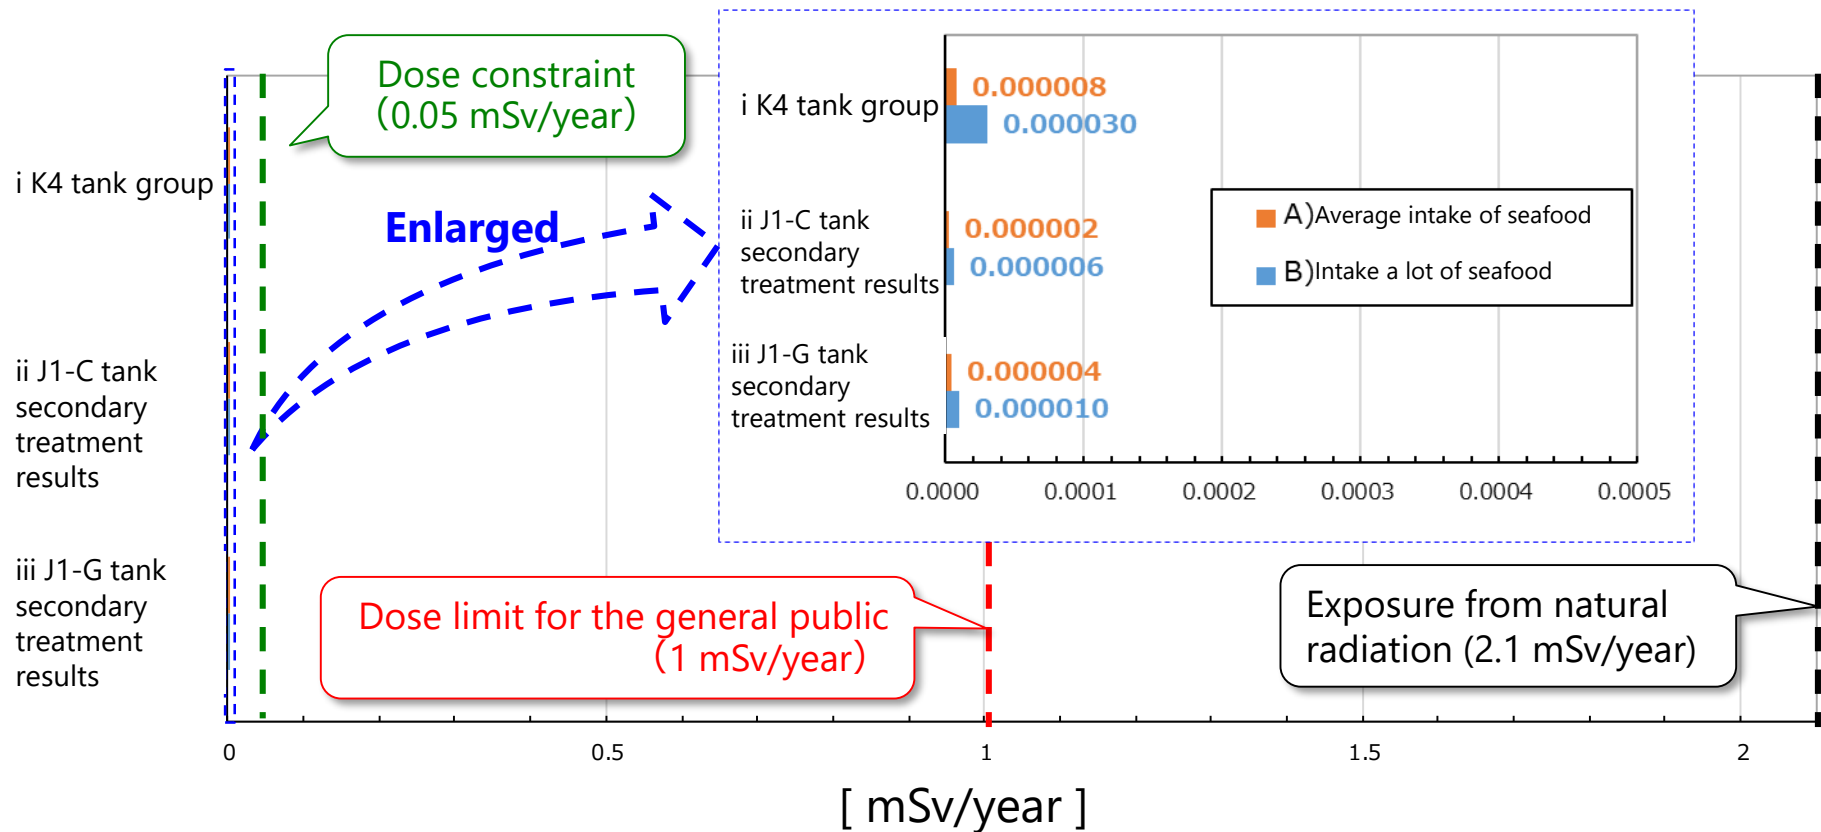 Dose constraint
(0.05 mSv/year)
i K4 tank group
ii J1-C tank
secondary
treatment
results
iii J1-G tank
secondary
treatment
results
Enlarged
i K4 tank group
0.000008
0.000030
ii J1-C tank
secondary
treatment results
0.000002
0.000006
iii J1-G tank
secondary
treatment results
0.000004
0.000010
A)Average intake of seafood
B)Intake a lot of seafood
0.0000 0.0001 0.0002 0.0003 0.0004 0.0005
Dose limit for the general public
(1 mSv/year)
Exposure from natural
radiation (2.1 mSv/year)
0 0.5 1 1.5 2
[ mSv/year ]